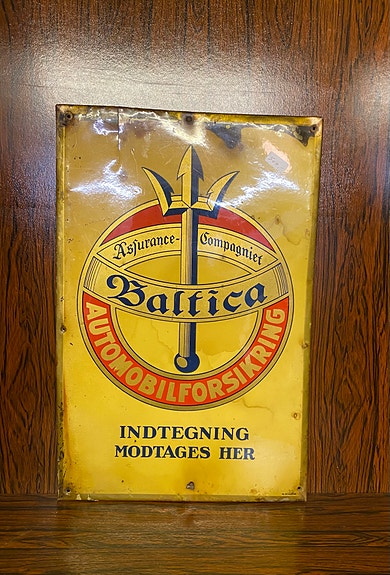 Assurance-Compagniet
Baltica
AUTOMOBILFORSIKRING
INDTEGNING
MODTAGES HER